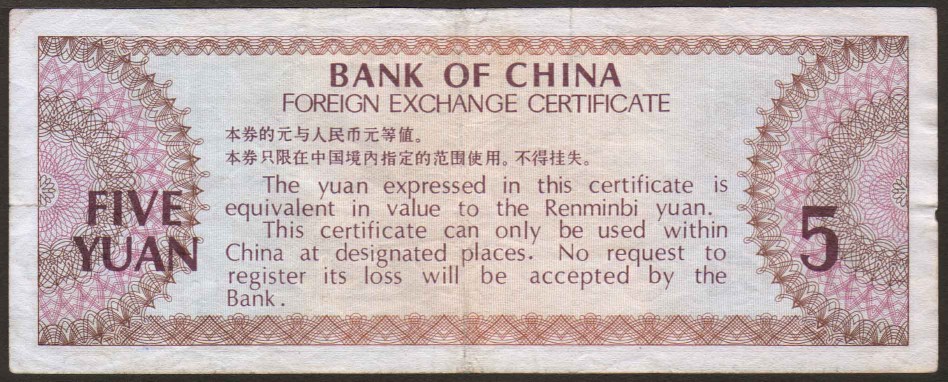 BANK OF CHINA
FOREIGN EXCHANGE CERTIFICATE
本券的元与人民币元等值。
本券只限在中国境内指定的范围使用。不得挂失。
The yuan expressed in this certificate is
equivalent in value to the Renminbi yuan.
This certificate can only be used within
China at designated places. No request to
register its loss will be accepted by the
Bank.
FIVE
YUAN
5